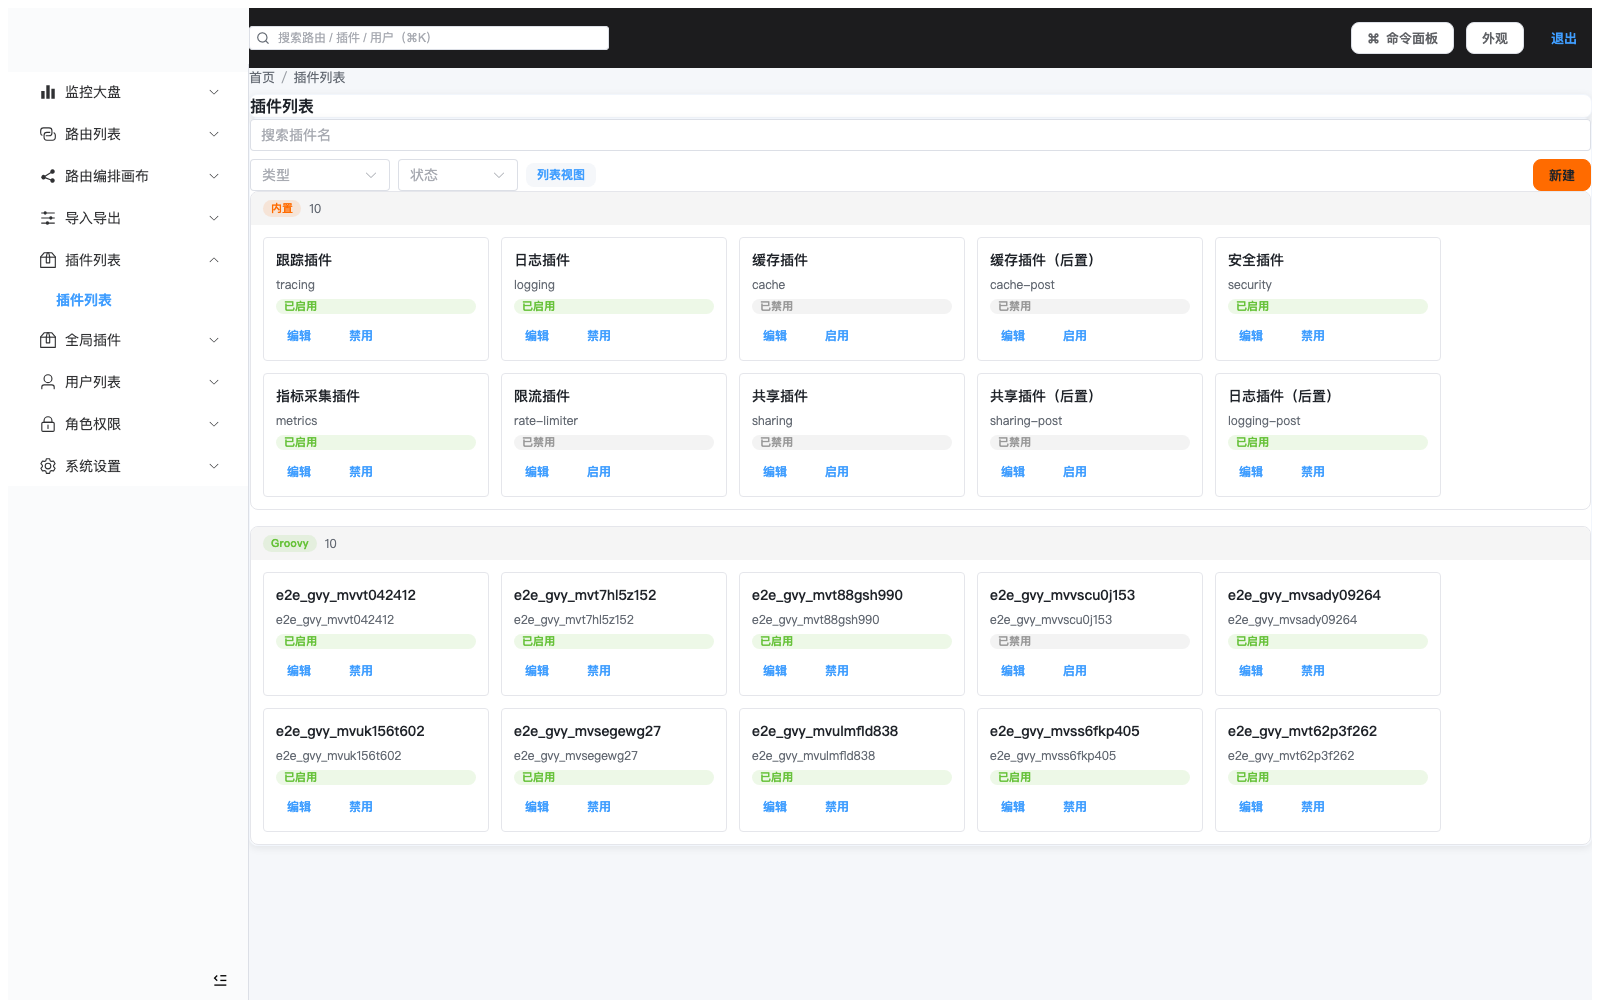 搜索路由 / 插件 / 用户（⌘K）
⌘ 命令面板
外观
退出
监控大盘
路由列表
路由编排画布
导入导出
插件列表
插件列表
全局插件
用户列表
角色权限
系统设置
首页 / 插件列表
插件列表
搜索插件名
类型
状态
列表视图
新建
内置 10
跟踪插件
tracing
已启用
编辑 禁用
日志插件
logging
已启用
编辑 禁用
缓存插件
cache
已禁用
编辑 启用
缓存插件（后置）
cache-post
已禁用
编辑 启用
安全插件
security
已启用
编辑 禁用
指标采集插件
metrics
已启用
编辑 禁用
限流插件
rate-limiter
已禁用
编辑 启用
共享插件
sharing
已禁用
编辑 启用
共享插件（后置）
sharing-post
已禁用
编辑 启用
日志插件（后置）
logging-post
已启用
编辑 禁用
Groovy 10
e2e_gvy_mvvt042412
e2e_gvy_mvvt042412
已启用
编辑 禁用
e2e_gvy_mvt7hl5z152
e2e_gvy_mvt7hl5z152
已启用
编辑 禁用
e2e_gvy_mvt88gsh990
e2e_gvy_mvt88gsh990
已启用
编辑 禁用
e2e_gvy_mvvscu0j153
e2e_gvy_mvvscu0j153
已禁用
编辑 启用
e2e_gvy_mvsady09264
e2e_gvy_mvsady09264
已启用
编辑 禁用
e2e_gvy_mvuk156t602
e2e_gvy_mvuk156t602
已启用
编辑 禁用
e2e_gvy_mvsegewg27
e2e_gvy_mvsegewg27
已启用
编辑 禁用
e2e_gvy_mvulmfld838
e2e_gvy_mvulmfld838
已启用
编辑 禁用
e2e_gvy_mvss6fkp405
e2e_gvy_mvss6fkp405
已启用
编辑 禁用
e2e_gvy_mvt62p3f262
e2e_gvy_mvt62p3f262
已启用
编辑 禁用